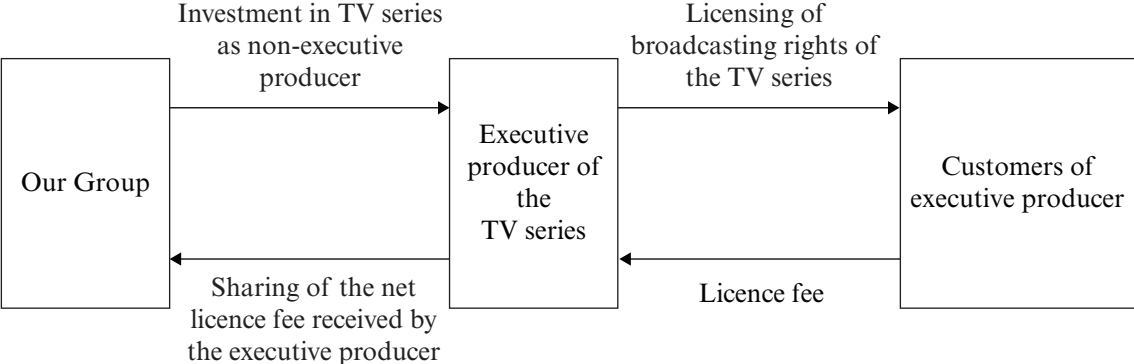 Investment in TV series
as non-executive
producer
Licensing of
broadcasting rights of
the TV series
Our Group
Executive
producer of
the
TV series
Customers of
executive producer
Sharing of the net
licence fee received by
the executive producer
Licence fee